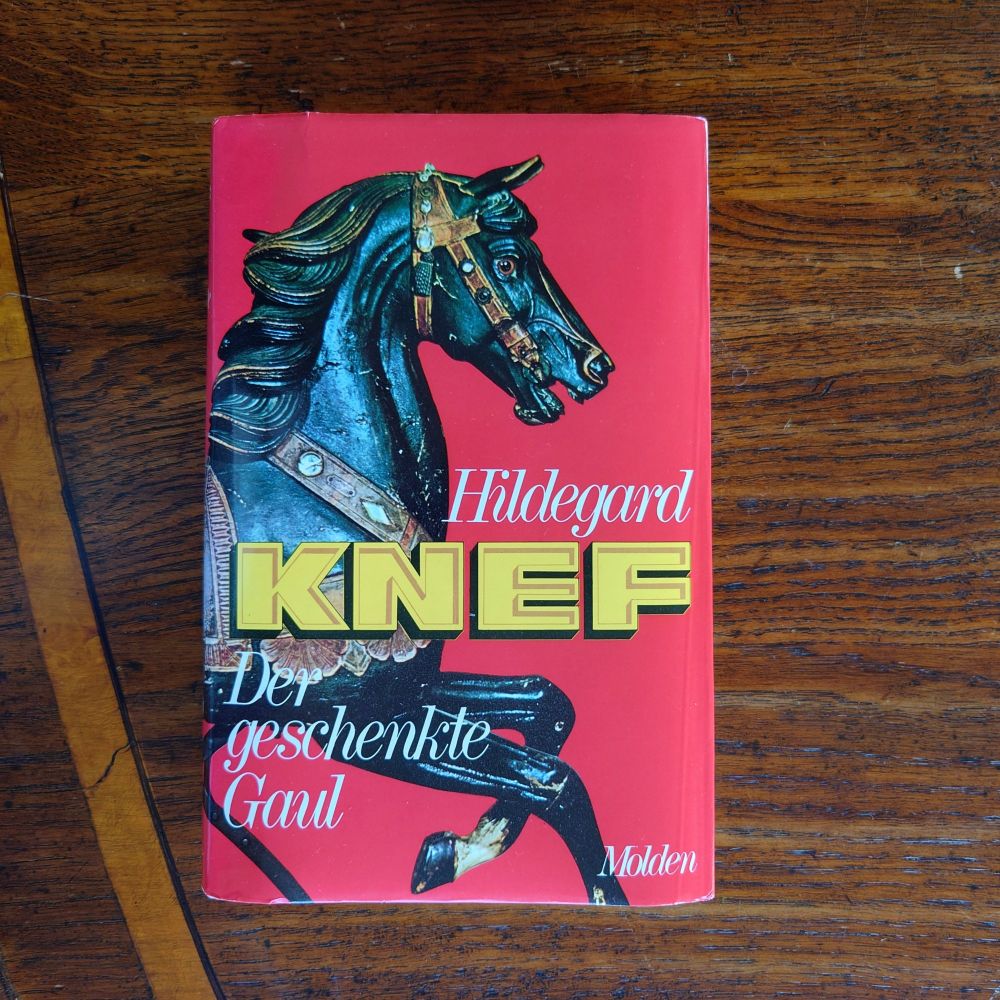 Hildegard
KNEF
Der
geschenkte
Gaul
Molden